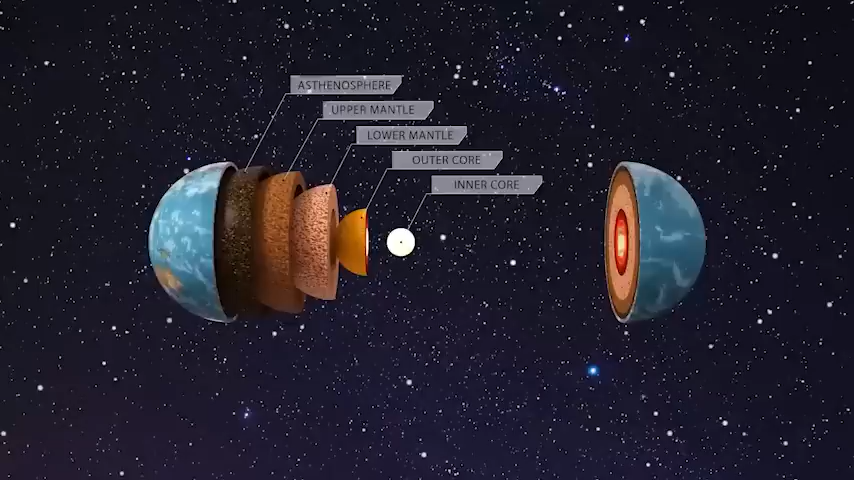 ASTHENOSPHERE
UPPER MANTLE
LOWER MANTLE
OUTER CORE
INNER CORE